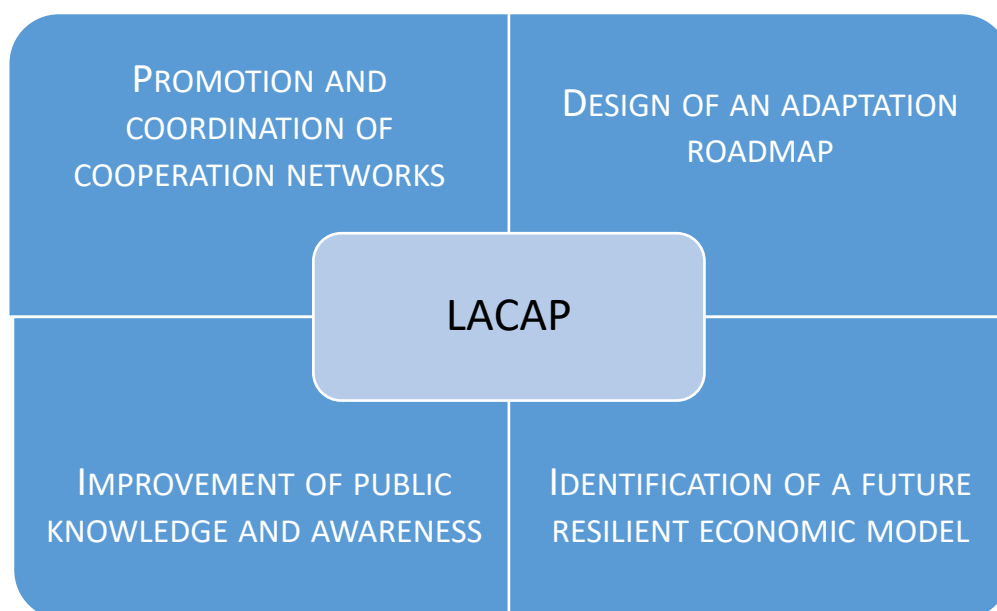 PROMOTION AND
COORDINATION OF
COOPERATION NETWORKS
DESIGN OF AN ADAPTATION
ROADMAP
LACAP
IMPROVEMENT OF PUBLIC
KNOWLEDGE AND AWARENESS
IDENTIFICATION OF A FUTURE
RESILIENT ECONOMIC MODEL